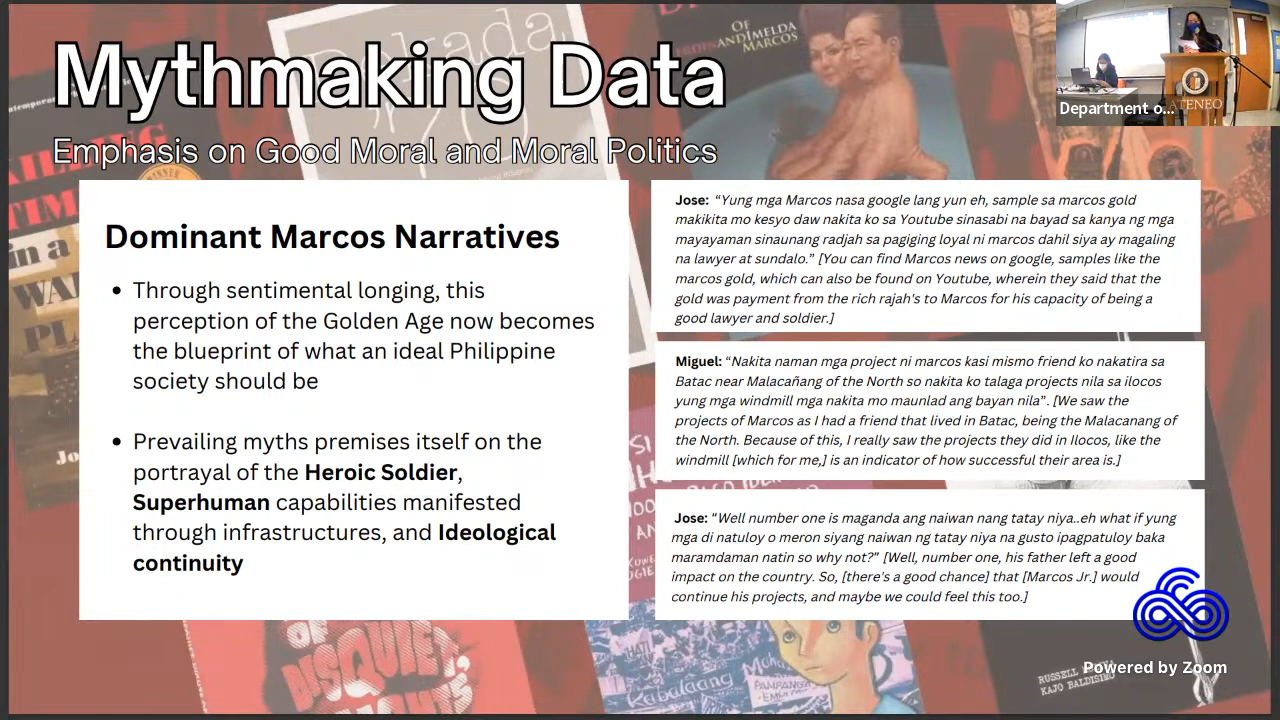 Mythmaking Data
Emphasis on Good Moral and Moral Politics
Dominant Marcos Narratives
• Through sentimental longing, this
perception of the Golden Age now becomes
the blueprint of what an ideal Philippine
society should be
• Prevailing myths premises itself on the
portrayal of the Heroic Soldier,
Superhuman capabilities manifested
through infrastructures, and Ideological
continuity
Jose: “Yung mga Marcos nasa google lang yun eh, sample sa marcos gold
makikita mo kesyo daw nakita ko sa Youtube sinasabi na bayad sa kanya ng mga
mayayaman sinaunang radjah sa pagiging loyal ni marcos dahil siya ay magaling
na lawyer at sundalo.” [You can find Marcos news on google, samples like the
marcos gold, which can also be found on Youtube, wherein they said that the
gold was payment from the rich rajah's to Marcos for his capacity of being a
good lawyer and soldier.]
Miguel: “Nakita naman mga project ni marcos kasi mismo friend ko nakatira sa
Batac near Malacañang of the North so nakita ko talaga projects nila sa ilocos
yung mga windmill mga nakita mo maunlad ang bayan nila”. [We saw the
projects of Marcos as I had a friend that lived in Batac, being the Malacanang of
the North. Because of this, I really saw the projects they did in Ilocos, like the
windmill [which for me,] is an indicator of how successful their area is.]
Jose: “Well number one is maganda ang naiwan nang tatay niya..eh what if yung
mga di natuloy o meron siyang naiwan ng tatay niya na gusto ipagpatuloy baka
maramdaman natin so why not?” [Well, number one, his father left a good
impact on the country. So, [there's a good chance] that [Marcos Jr.] would
continue his projects, and maybe we could feel this too.]
Department o...
ATENEO
OF
ANDIMELDA
MARCOS
Dekada
'70
WINNER
in a
OF
DISQUIET
Kabalaang
PAMPANGA
RUSSELL
KAJO BALDISIMO
Powered by Zoom